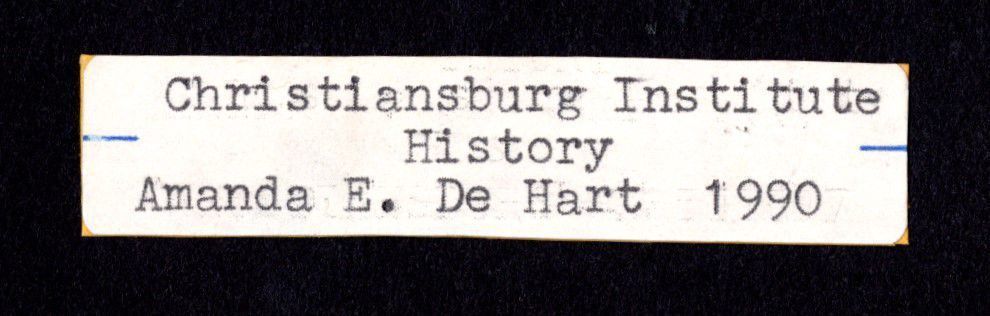 Christiansburg Institute
History
Amanda E. De Hart 1990